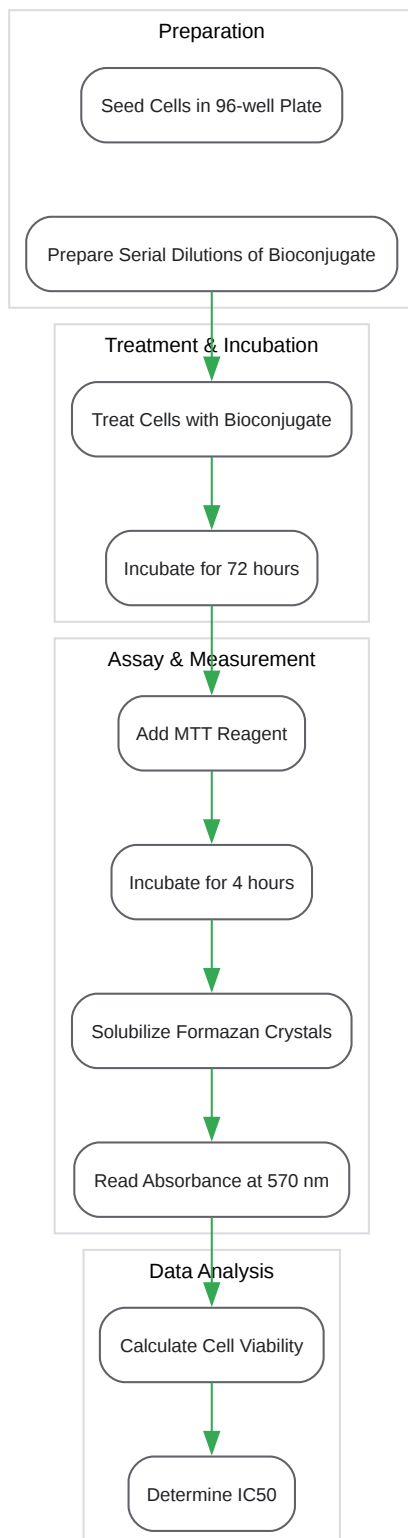 Preparation
Seed Cells in 96-well Plate
Prepare Serial Dilutions of Bioconjugate
Treatment & Incubation
Treat Cells with Bioconjugate
Incubate for 72 hours
Assay & Measurement
Add MTT Reagent
Incubate for 4 hours
Solubilize Formazan Crystals
Read Absorbance at 570 nm
Data Analysis
Calculate Cell Viability
Determine IC50